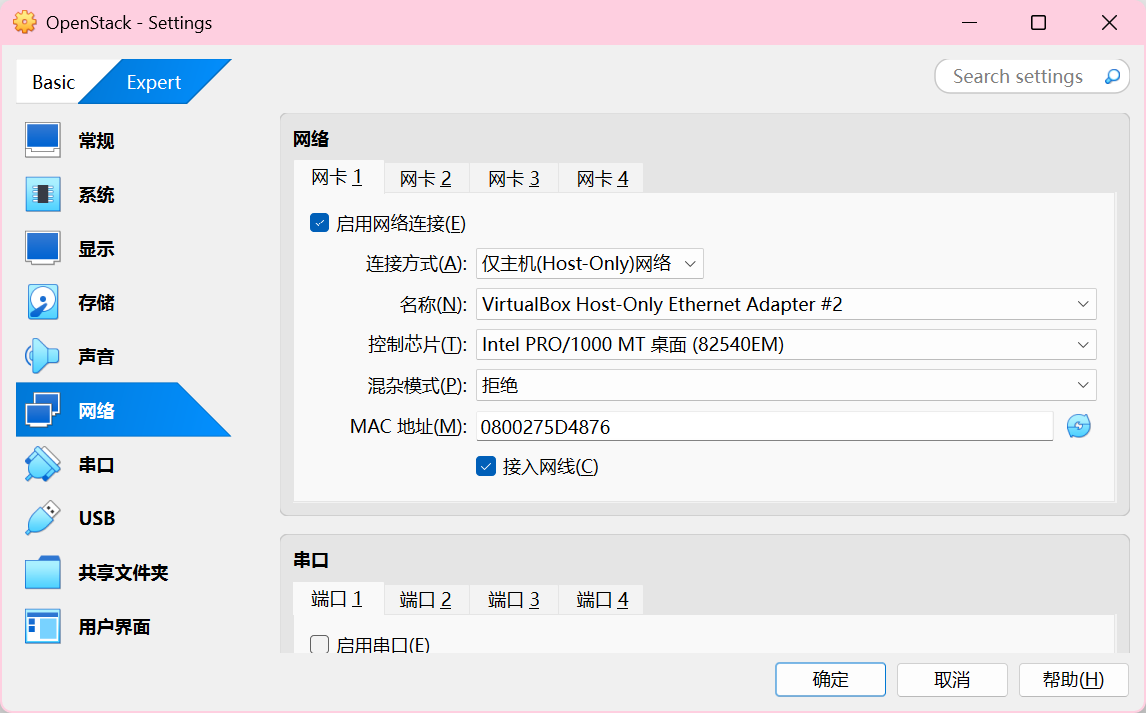 OpenStack - Settings
Basic
Expert
Search settings
常规
系统
显示
存储
声音
网络
串口
USB
共享文件夹
用户界面
网络
网卡 1
网卡 2
网卡 3
网卡 4
启用网络连接(E)
连接方式(A): 仅主机(Host-Only)网络
名称(N): VirtualBox Host-Only Ethernet Adapter #2
控制芯片(T): Intel PRO/1000 MT 桌面 (82540EM)
混杂模式(P): 拒绝
MAC 地址(M): 0800275D4876
接入网线(C)
串口
端口 1
端口 2
端口 3
端口 4
启用串口(E)
确定
取消
帮助(H)